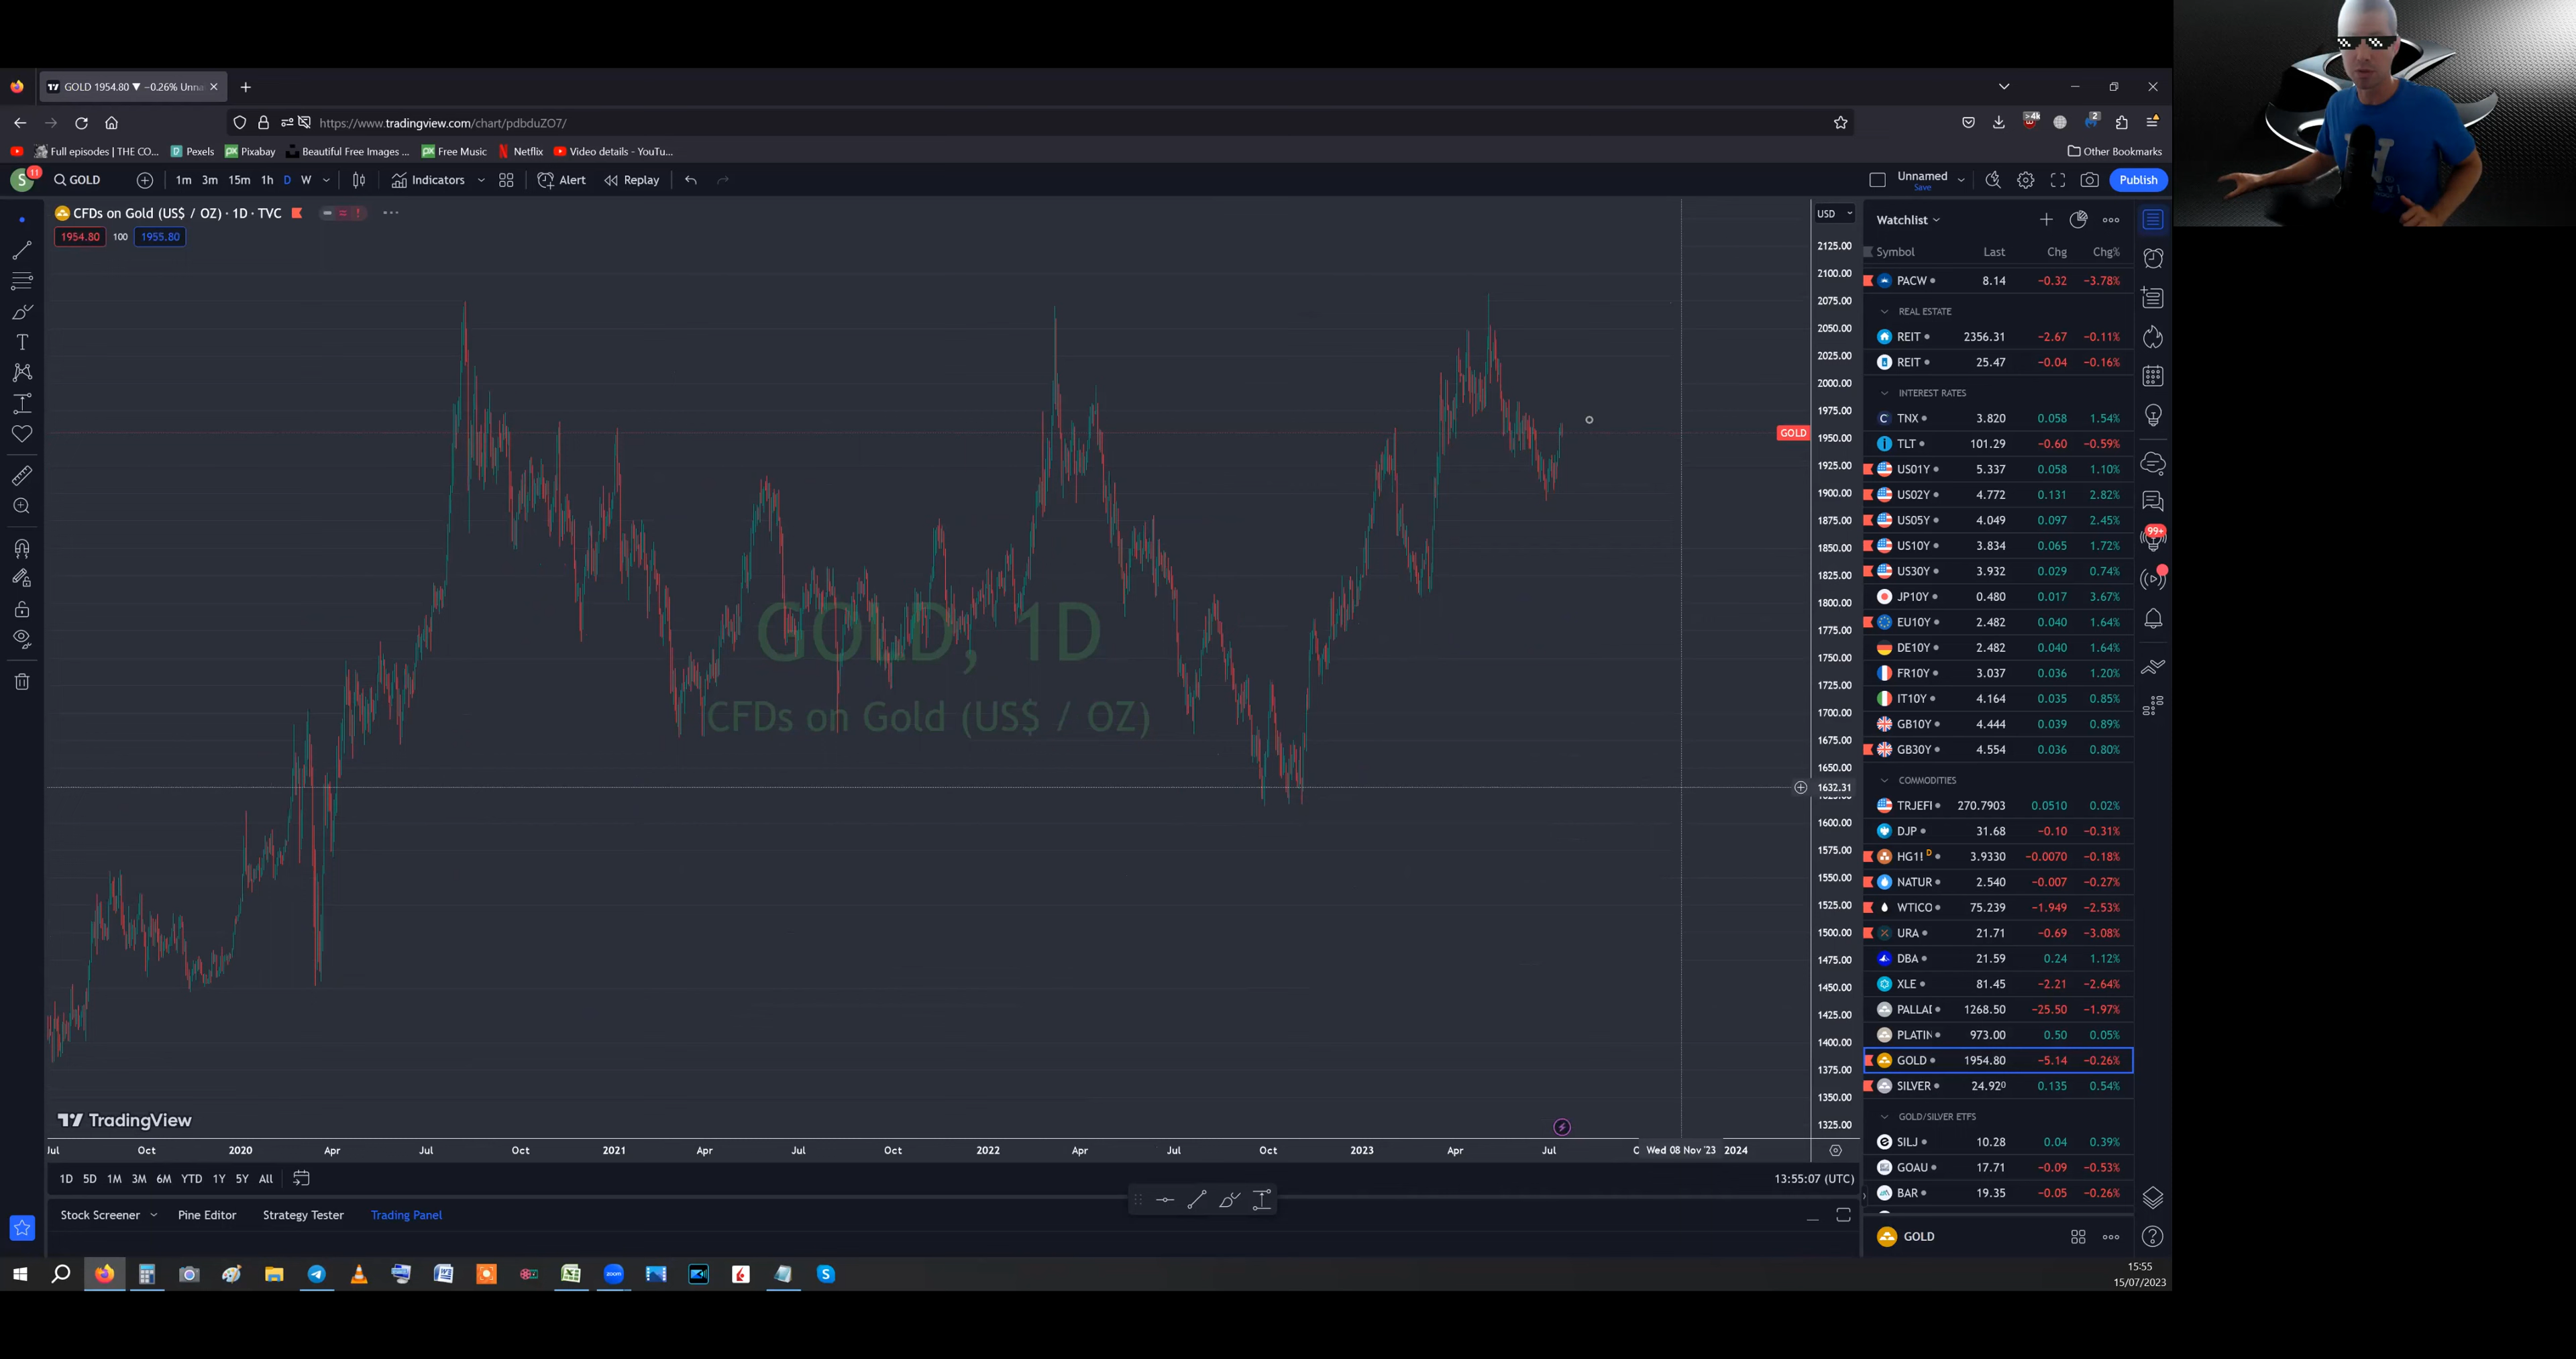 GOLD 1954.80 ▼ −0.26% Unna
https://www.tradingview.com/chart/pdbduZO7/
>4k
2
Full episodes | THE CO...
Pexels
Pixabay
Beautiful Free Images ...
Free Music
Netflix
Video details - YouTu...
Other Bookmarks
S
11
GOLD
1m 3m 15m 1h D W
Indicators
Alert
Replay
Unnamed
Save
Publish
CFDs on Gold (US$ / OZ) · 1D · TVC
1954.80 100 1955.80
USD
2125.00
2100.00
2075.00
2050.00
2025.00
2000.00
1975.00
GOLD
1950.00
1925.00
1900.00
1875.00
1850.00
1825.00
1800.00
1775.00
1750.00
1725.00
1700.00
1675.00
1650.00
1632.31
1600.00
1575.00
1550.00
1525.00
1500.00
1475.00
1450.00
1425.00
1400.00
1375.00
1350.00
1325.00
GOLD, 1D
CFDs on Gold (US$ / OZ)
TradingView
Jul Oct 2020 Apr Jul Oct 2021 Apr Jul Oct 2022 Apr Jul Oct 2023 Apr Jul Wed 08 Nov '23 2024
1D 5D 1M 3M 6M YTD 1Y 5Y All
13:55:07 (UTC)
Stock Screener
Pine Editor
Strategy Tester
Trading Panel
Watchlist
Symbol Last Chg Chg%
PACW 8.14 −0.32 −3.78%
REAL ESTATE
REIT 2356.31 −2.67 −0.11%
REIT 25.47 −0.04 −0.16%
INTEREST RATES
TNX 3.820 0.058 1.54%
TLT 101.29 −0.60 −0.59%
US01Y 5.337 0.058 1.10%
US02Y 4.772 0.131 2.82%
US05Y 4.049 0.097 2.45%
US10Y 3.834 0.065 1.72%
US30Y 3.932 0.029 0.74%
JP10Y 0.480 0.017 3.67%
EU10Y 2.482 0.040 1.64%
DE10Y 2.482 0.040 1.64%
FR10Y 3.037 0.036 1.20%
IT10Y 4.164 0.035 0.85%
GB10Y 4.444 0.039 0.89%
GB30Y 4.554 0.036 0.80%
COMMODITIES
TRJEFI 270.7903 0.0510 0.02%
DJP 31.68 −0.10 −0.31%
HG1! D 3.9330 −0.0070 −0.18%
NATUR 2.540 −0.007 −0.27%
WTICO 75.239 −1.949 −2.53%
URA 21.71 −0.69 −3.08%
DBA 21.59 0.24 1.12%
XLE 81.45 −2.21 −2.64%
PALLAI 1268.50 −25.50 −1.97%
PLATIN 973.00 0.50 0.05%
GOLD 1954.80 −5.14 −0.26%
SILVER 24.920 0.135 0.54%
GOLD/SILVER ETFS
SILJ 10.28 0.04 0.39%
GOAU 17.71 −0.09 −0.53%
BAR 19.35 −0.05 −0.26%
GOLD
99+
zoom
15:55
15/07/2023